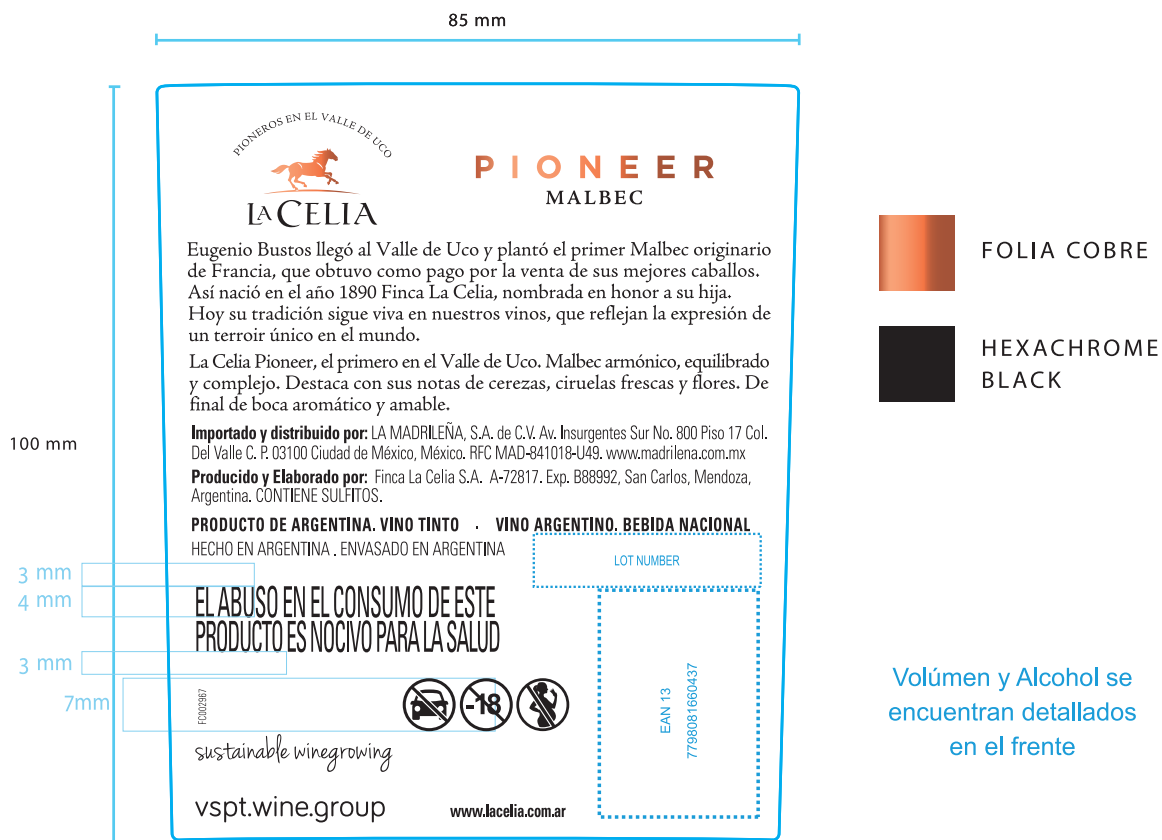 85 mm
PIONEROS EN EL VALLE DE UCO
LA CELIA
PIONEER
MALBEC
Eugenio Bustos llegó al Valle de Uco y plantó el primer Malbec originario
de Francia, que obtuvo como pago por la venta de sus mejores caballos.
Así nació en el año 1890 Finca La Celia, nombrada en honor a su hija.
Hoy su tradición sigue viva en nuestros vinos, que reflejan la expresión de
un terroir único en el mundo.
La Celia Pioneer, el primero en el Valle de Uco. Malbec armónico, equilibrado
y complejo. Destaca con sus notas de cerezas, ciruelas frescas y flores. De
final de boca aromático y amable.
Importado y distribuido por: LA MADRILEÑA, S.A. de C.V. Av. Insurgentes Sur No. 800 Piso 17 Col.
Del Valle C. P. 03100 Ciudad de México, México. RFC MAD-841018-U49. www.madrilena.com.mx
Producido y Elaborado por: Finca La Celia S.A. A-72817. Exp. B88992, San Carlos, Mendoza,
Argentina. CONTIENE SULFITOS.
PRODUCTO DE ARGENTINA. VINO TINTO · VINO ARGENTINO. BEBIDA NACIONAL
HECHO EN ARGENTINA . ENVASADO EN ARGENTINA
LOT NUMBER
EL ABUSO EN EL CONSUMO DE ESTE
PRODUCTO ES NOCIVO PARA LA SALUD
FC002967
-18
EAN 13
7798081660437
sustainable winegrowing
vspt.wine.group
www.lacelia.com.ar
100 mm
3 mm
4 mm
3 mm
7mm
FOLIA COBRE
HEXACHROME
BLACK
Volúmen y Alcohol se
encuentran detallados
en el frente